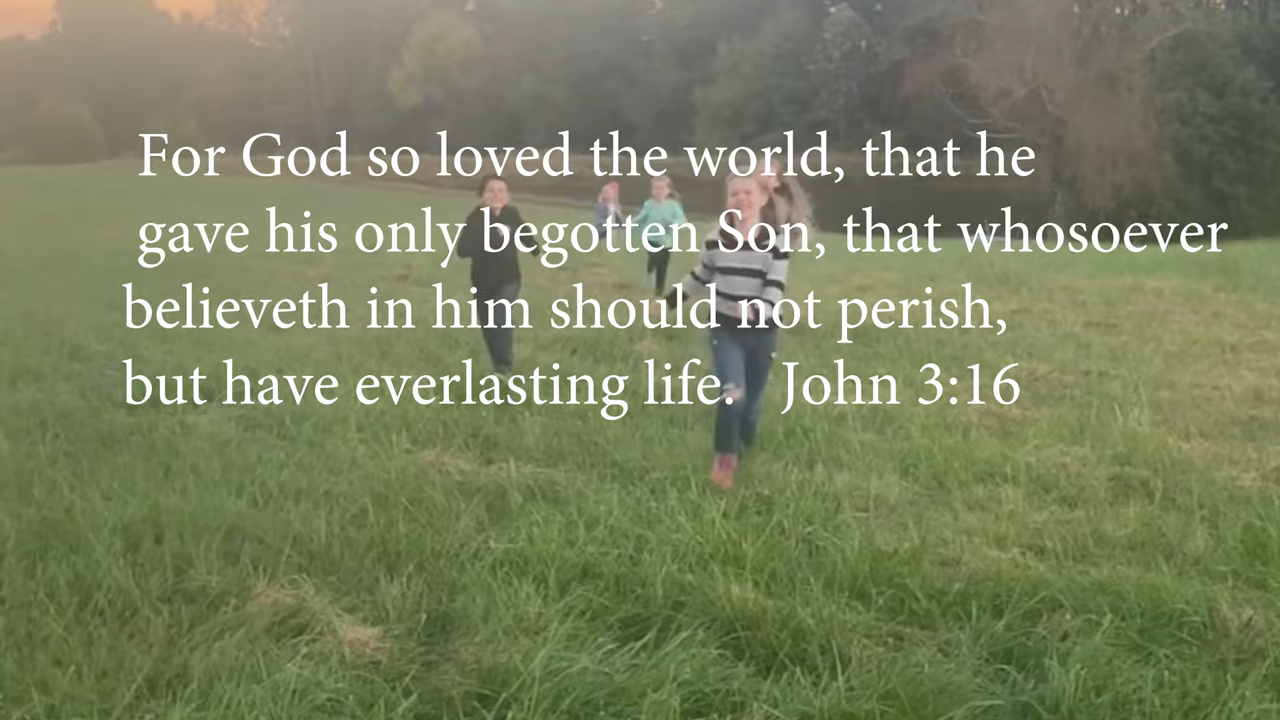 For God so loved the world, that he
gave his only begotten Son, that whosoever
believeth in him should not perish,
but have everlasting life. John 3:16